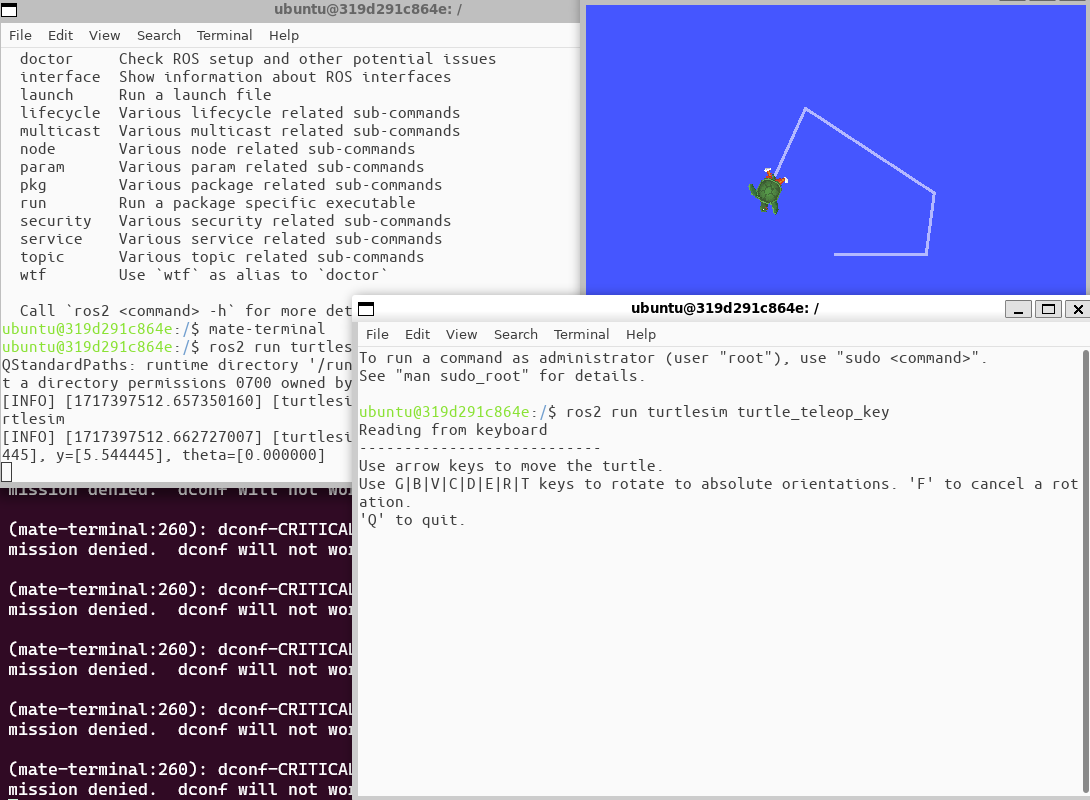 ubuntu@319d291c864e: /
File Edit View Search Terminal Help
doctor Check ROS setup and other potential issues
interface Show information about ROS interfaces
launch Run a launch file
lifecycle Various lifecycle related sub-commands
multicast Various multicast related sub-commands
node Various node related sub-commands
param Various param related sub-commands
pkg Various package related sub-commands
run Run a package specific executable
security Various security related sub-commands
service Various service related sub-commands
topic Various topic related sub-commands
wtf Use `wtf` as alias to `doctor`
Call `ros2 <command> -h` for more det
ubuntu@319d291c864e:/$ mate-terminal
ubuntu@319d291c864e:/$ ros2 run turtles
QStandardPaths: runtime directory '/run
t a directory permissions 0700 owned by
[INFO] [1717397512.657350160] [turtlesi
rtlesim
[INFO] [1717397512.662727007] [turtlesi
445], y=[5.544445], theta=[0.000000]
mission denied. dconf will not wor
(mate-terminal:260): dconf-CRITICAL
mission denied. dconf will not wor
(mate-terminal:260): dconf-CRITICAL
mission denied. dconf will not wor
(mate-terminal:260): dconf-CRITICAL
mission denied. dconf will not wor
(mate-terminal:260): dconf-CRITICAL
mission denied. dconf will not wor
(mate-terminal:260): dconf-CRITICAL
mission denied. dconf will not wor
ubuntu@319d291c864e: /
File Edit View Search Terminal Help
To run a command as administrator (user "root"), use "sudo <command>".
See "man sudo_root" for details.
ubuntu@319d291c864e:/$ ros2 run turtlesim turtle_teleop_key
Reading from keyboard
---------------------------
Use arrow keys to move the turtle.
Use G|B|V|C|D|E|R|T keys to rotate to absolute orientations. 'F' to cancel a rot
ation.
'Q' to quit.